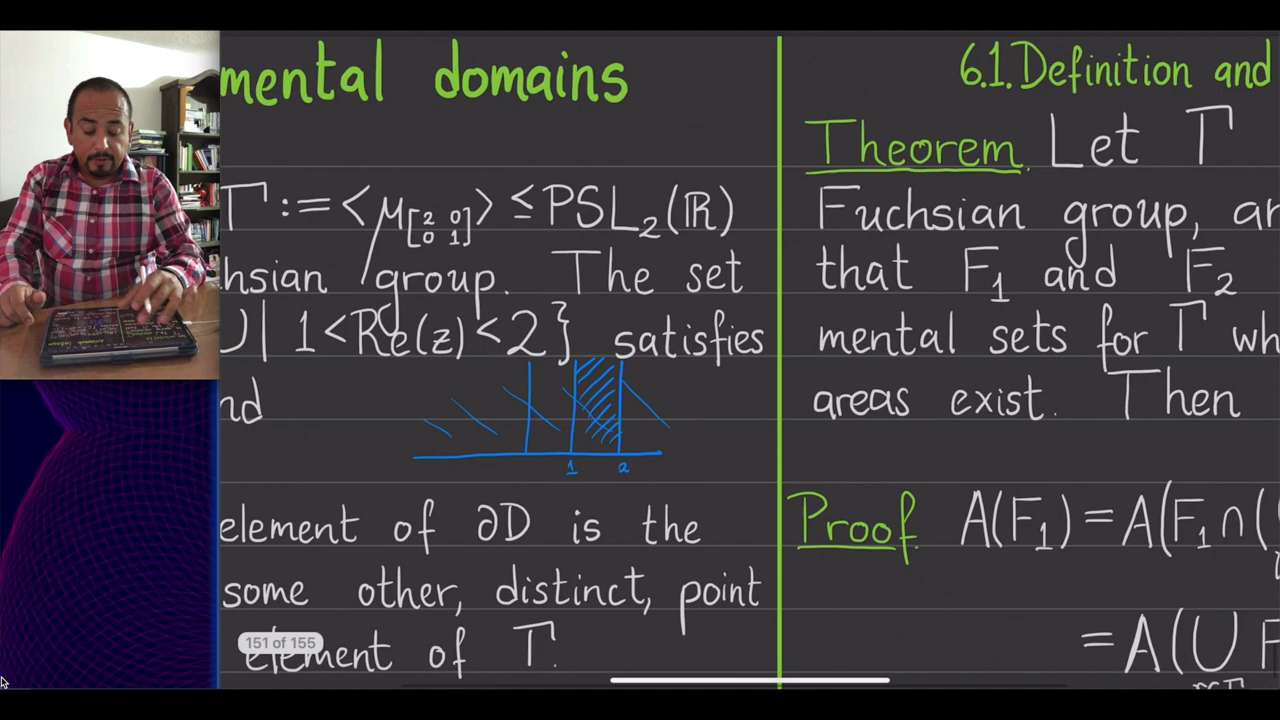 mental domains
Γ := <μ[2 0 0 1]> ≤ PSL₂(ℝ)
hsian group. The set
U| 1<Re(z)<2} satisfies
nd
1 2
element of ∂D is the
some other, distinct, point
element of Γ.
151 of 155
6.1. Definition and
Theorem. Let Γ
Fuchsian group, an
that F₁ and F₂
mental sets for Γ wh
areas exist. Then
Proof. A(F₁) = A(F₁∩(
= A(∪ F